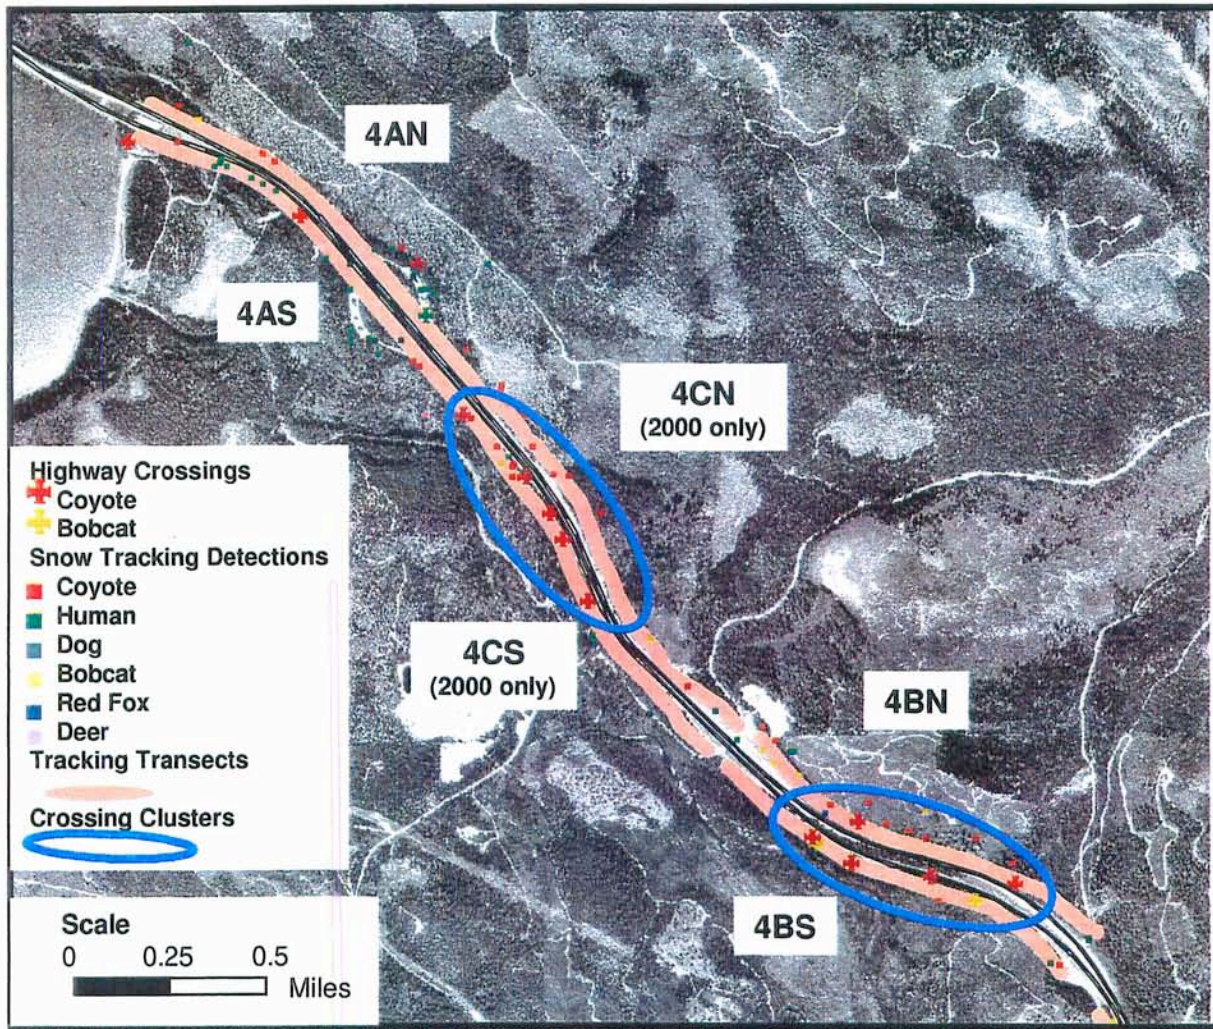 4AN
4AS
4CN
(2000 only)
Highway Crossings
Coyote
Bobcat
Snow Tracking Detections
Coyote
Human
Dog
Bobcat
Red Fox
Deer
Tracking Transects
Crossing Clusters
4CS
(2000 only)
4BN
4BS
Scale
0 0.25 0.5
Miles